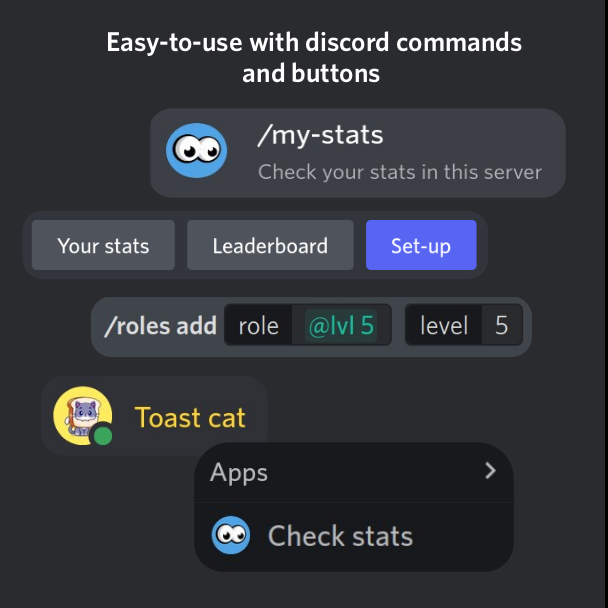 Easy-to-use with discord commands
and buttons
/my-stats
Check your stats in this server
Your stats Leaderboard Set-up
/roles add role @lvl 5 level 5
Toast cat
Apps
Check stats